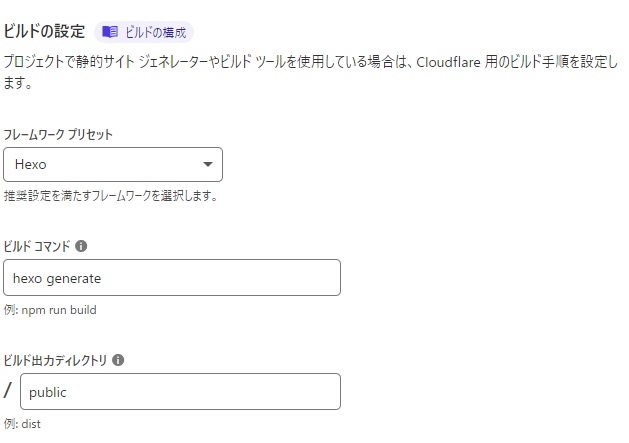 ビルドの設定 ビルドの構成
プロジェクトで静的サイト ジェネレーターやビルド ツールを使用している場合は、Cloudflare 用のビルド手順を設定し
ます。
フレームワーク プリセット
Hexo
推奨設定を満たすフレームワークを選択します。
ビルド コマンド
hexo generate
例: npm run build
ビルド出力ディレクトリ
/ public
例: dist